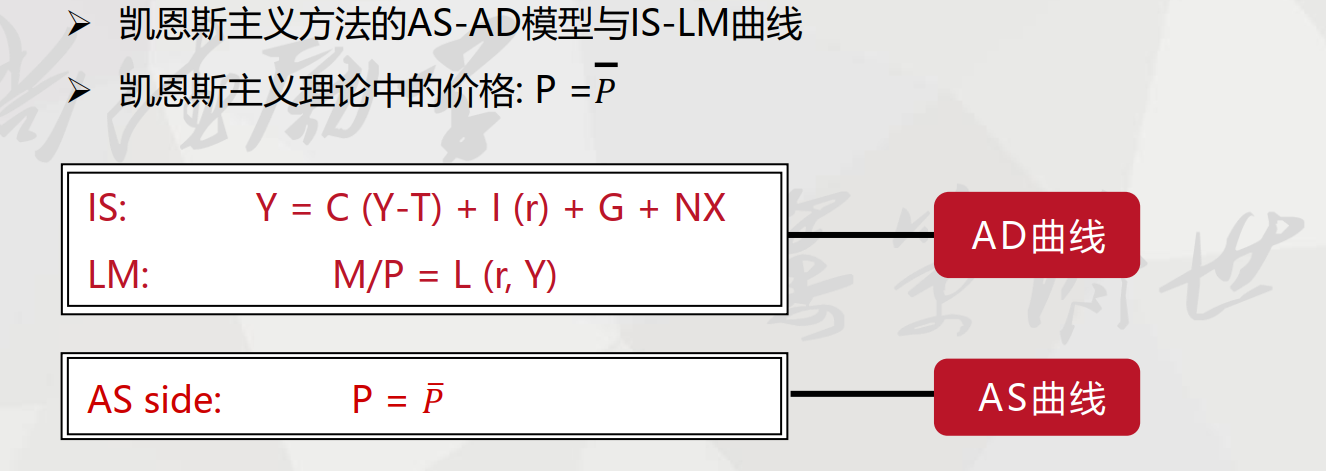 凯恩斯主义方法的AS-AD模型与IS-LM曲线
凯恩斯主义理论中的价格: P =P̅
IS: Y = C (Y-T) + I (r) + G + NX
LM: M/P = L (r, Y)
AD曲线
AS side: P = P̅
AS曲线